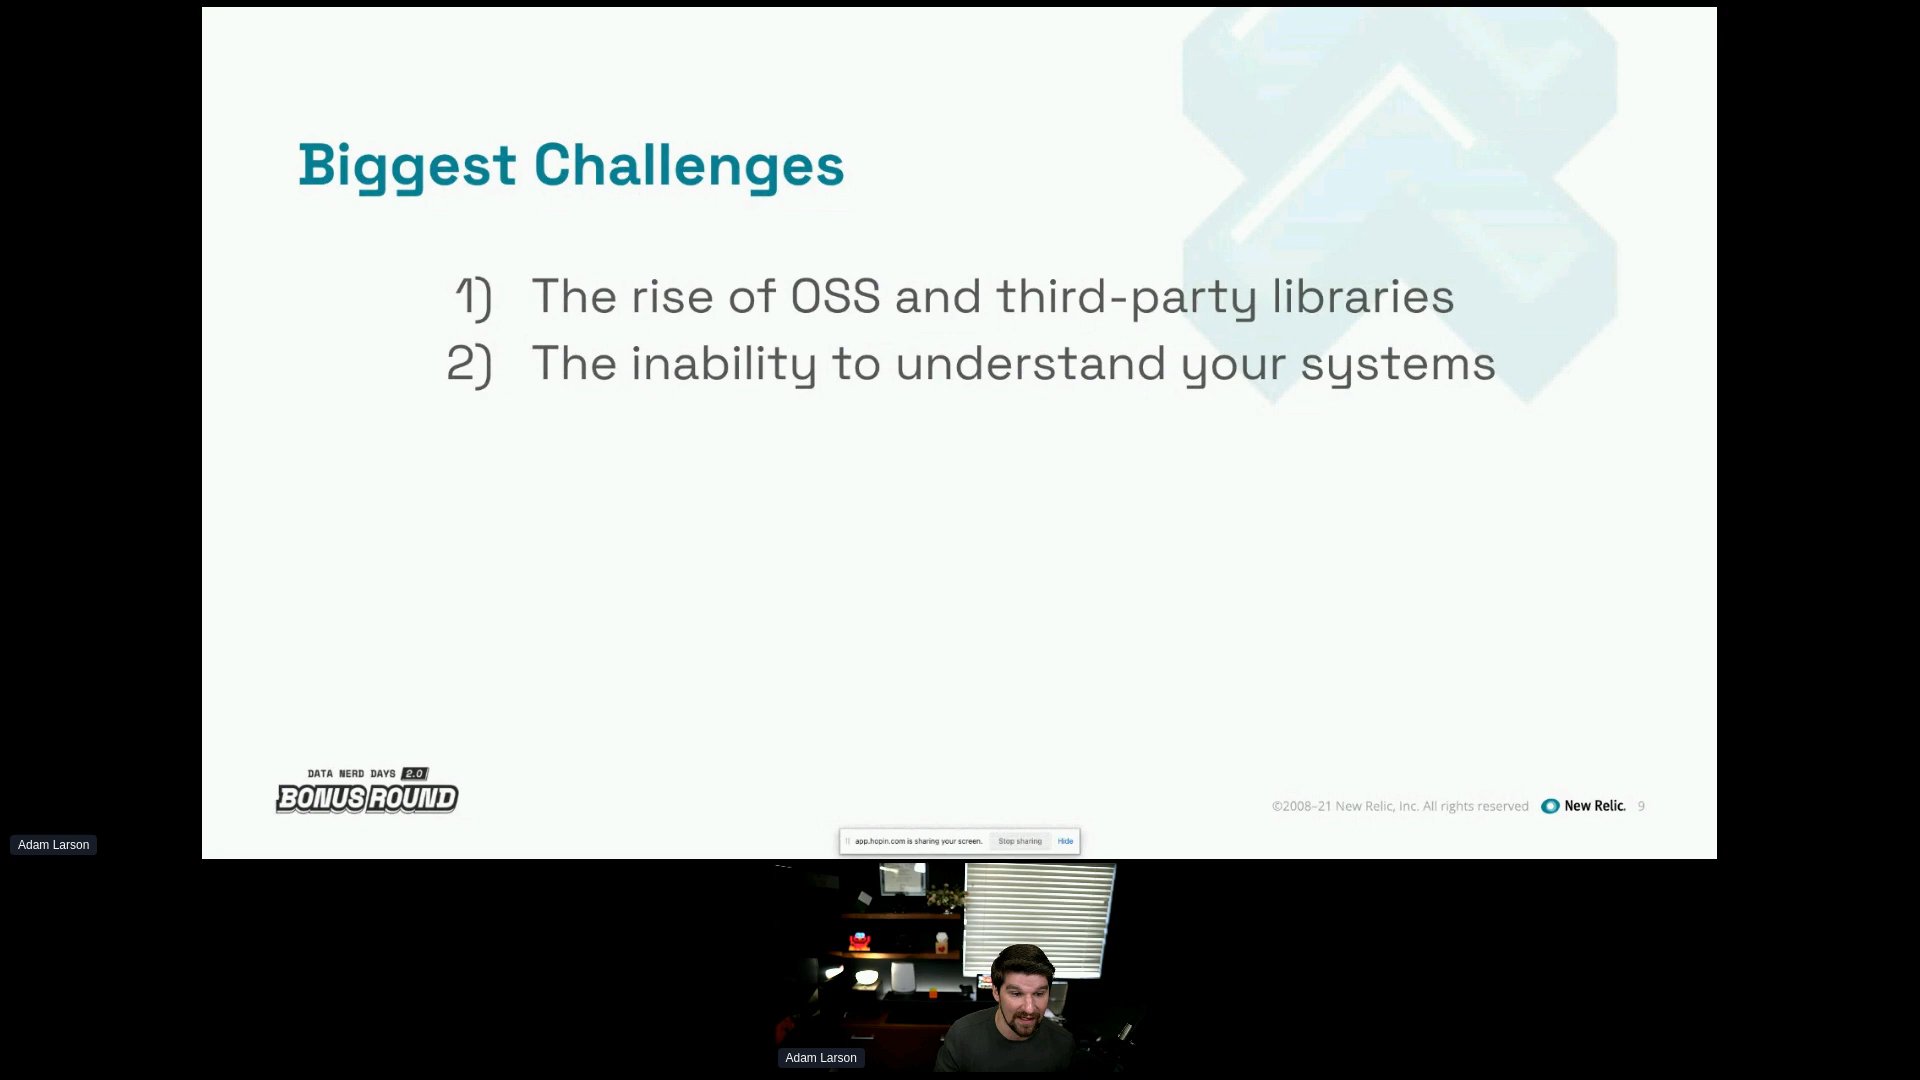 Biggest Challenges
1) The rise of OSS and third-party libraries
2) The inability to understand your systems
DATA NERD DAYS 2.0
BONUS ROUND
©2008–21 New Relic, Inc. All rights reserved New Relic. 9
Adam Larson
app.hopin.com is sharing your screen. Stop sharing Hide
Adam Larson